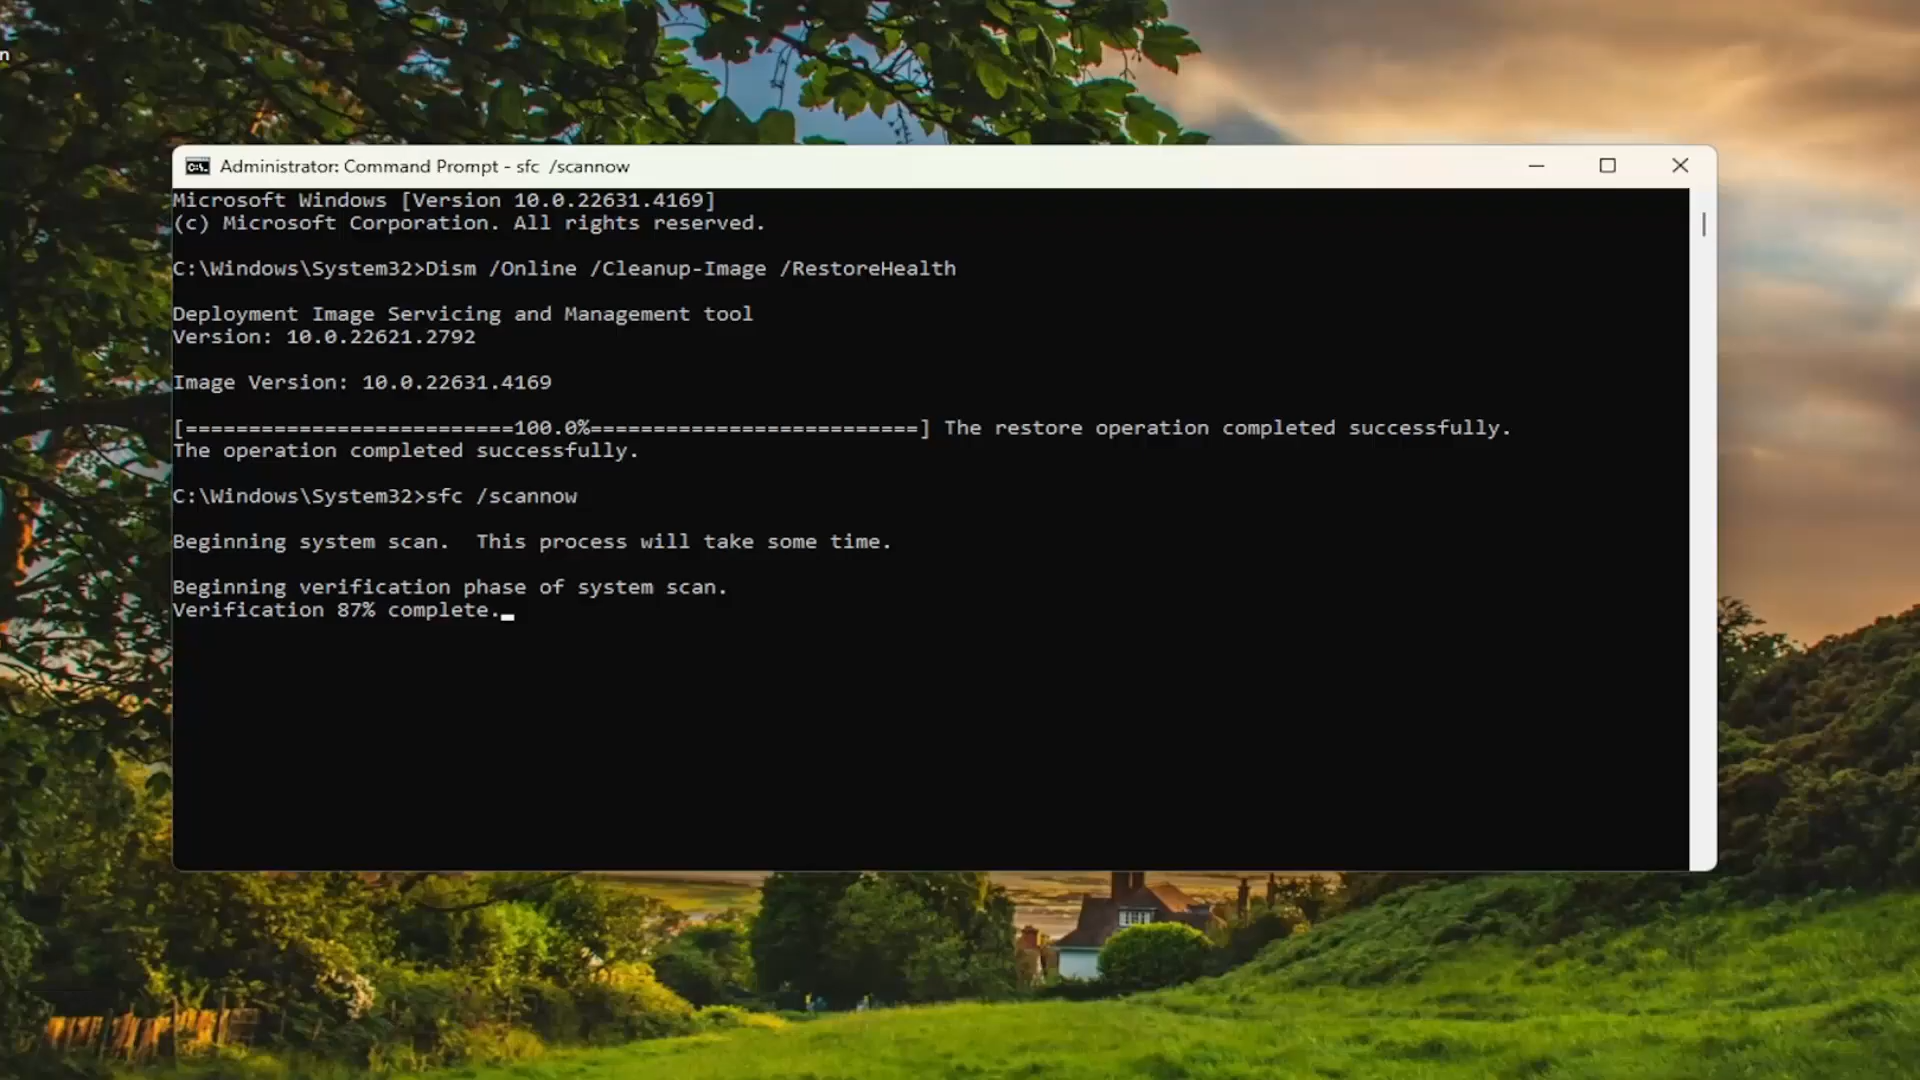 n
Administrator: Command Prompt - sfc /scannow
Microsoft Windows [Version 10.0.22631.4169]
(c) Microsoft Corporation. All rights reserved.
C:\Windows\System32>Dism /Online /Cleanup-Image /RestoreHealth
Deployment Image Servicing and Management tool
Version: 10.0.22621.2792
Image Version: 10.0.22631.4169
[==========================100.0%==========================] The restore operation completed successfully.
The operation completed successfully.
C:\Windows\System32>sfc /scannow
Beginning system scan.  This process will take some time.
Beginning verification phase of system scan.
Verification 87% complete.